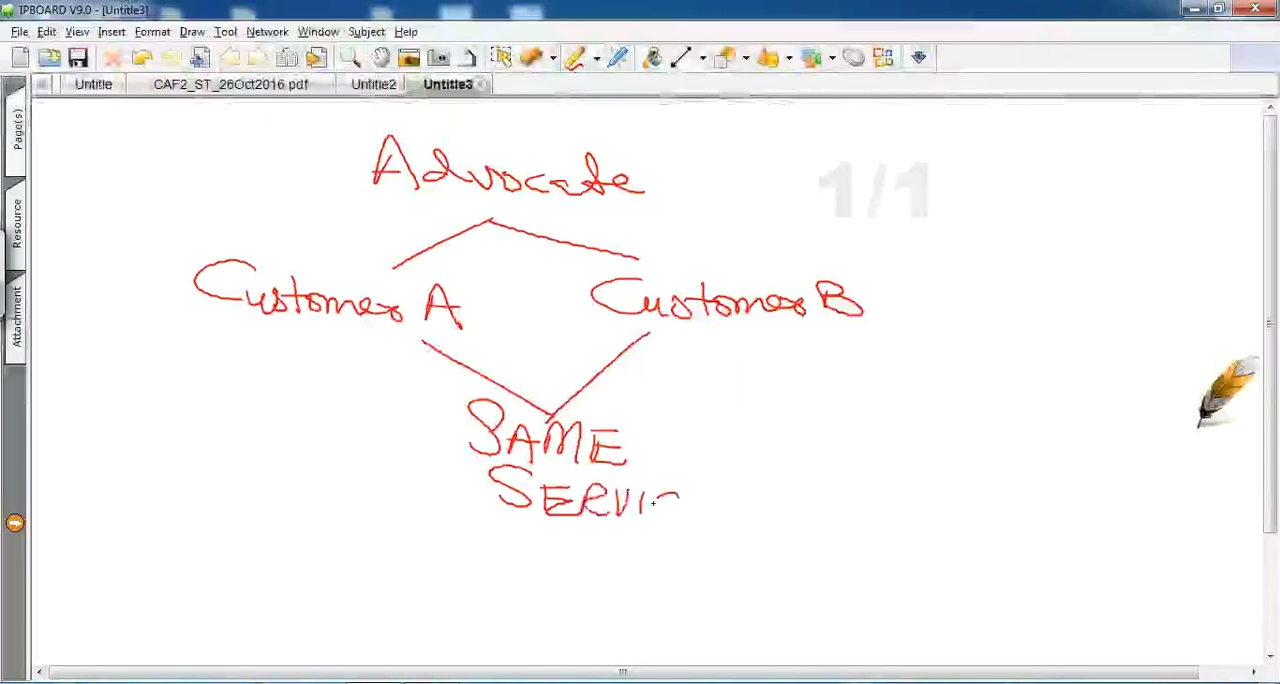 IPBOARD V9.0 - [Untitle3]
File Edit View Insert Format Draw Tool Network Window Subject Help
Untitle CAF2_ST_26Oct2016.pdf Untitle2 Untitle3
Page(s)
Resource
Attachment
1/1
Advocate
Customer A Customer B
SAME
SERVIC